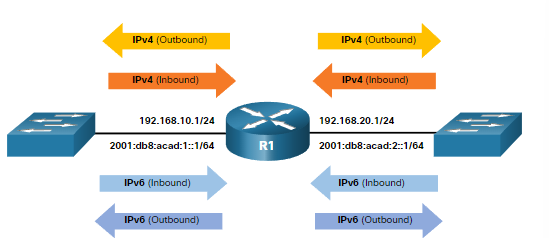 IPv4 (Outbound)
IPv4 (Outbound)
IPv4 (Inbound)
IPv4 (Inbound)
192.168.10.1/24
192.168.20.1/24
R1
2001:db8:acad:1::1/64
2001:db8:acad:2::1/64
IPv6 (Inbound)
IPv6 (Inbound)
IPv6 (Outbound)
IPv6 (Outbound)